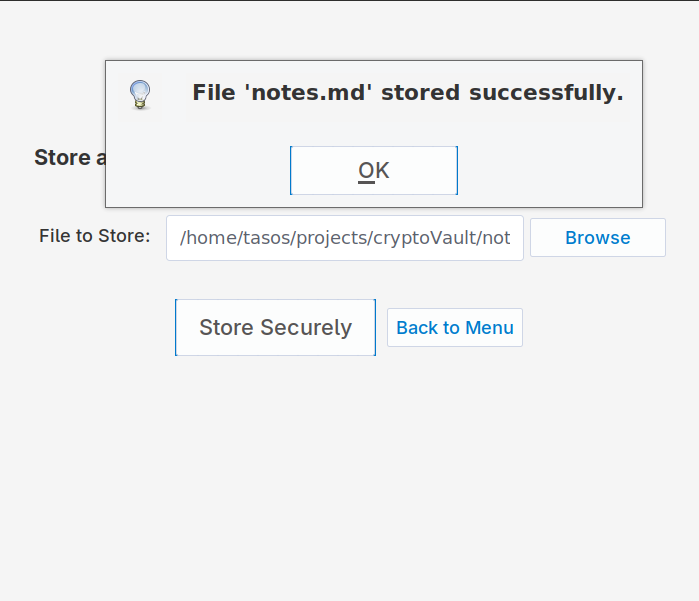 File 'notes.md' stored successfully.
OK
Store a
File to Store: /home/tasos/projects/cryptoVault/not Browse
Store Securely Back to Menu